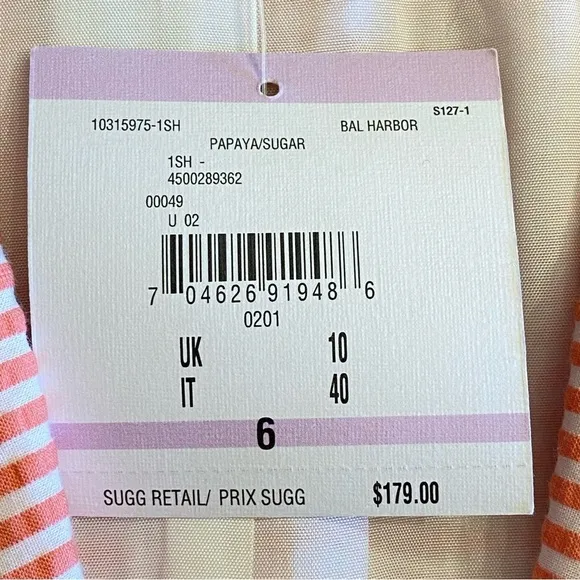 S127-1
10315975-1SH BAL HARBOR
PAPAYA/SUGAR
1SH -
4500289362
00049
U 02
7 04626 91948 6
0201
UK 10
IT 40
6
SUGG RETAIL/ PRIX SUGG $179.00